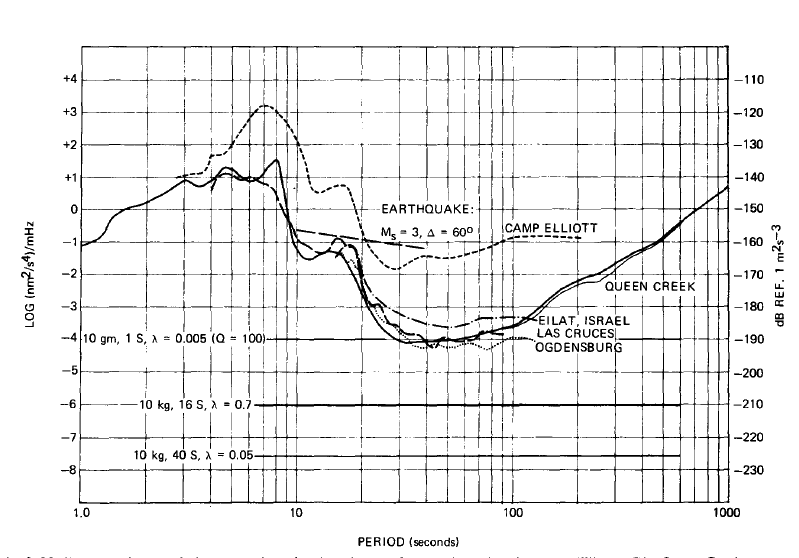 +4
+3
+2
+1
0
−1
−2
−3
−4
−5
−6
−7
−8
LOG (nm²/s⁴)/mHz
−110
−120
−130
−140
−150
−160
−170
−180
−190
−200
−210
−220
−230
dB REF. 1 m²s−3
EARTHQUAKE:
Ms = 3, Δ = 60º
CAMP ELLIOTT
QUEEN CREEK
EILAT, ISRAEL
LAS CRUCES
OGDENSBURG
10 gm, 1 S, λ = 0.005 (Q = 100)
10 kg, 16 S, λ = 0.7
10 kg, 40 S, λ = 0.05
1.0
10
100
1000
PERIOD (seconds)